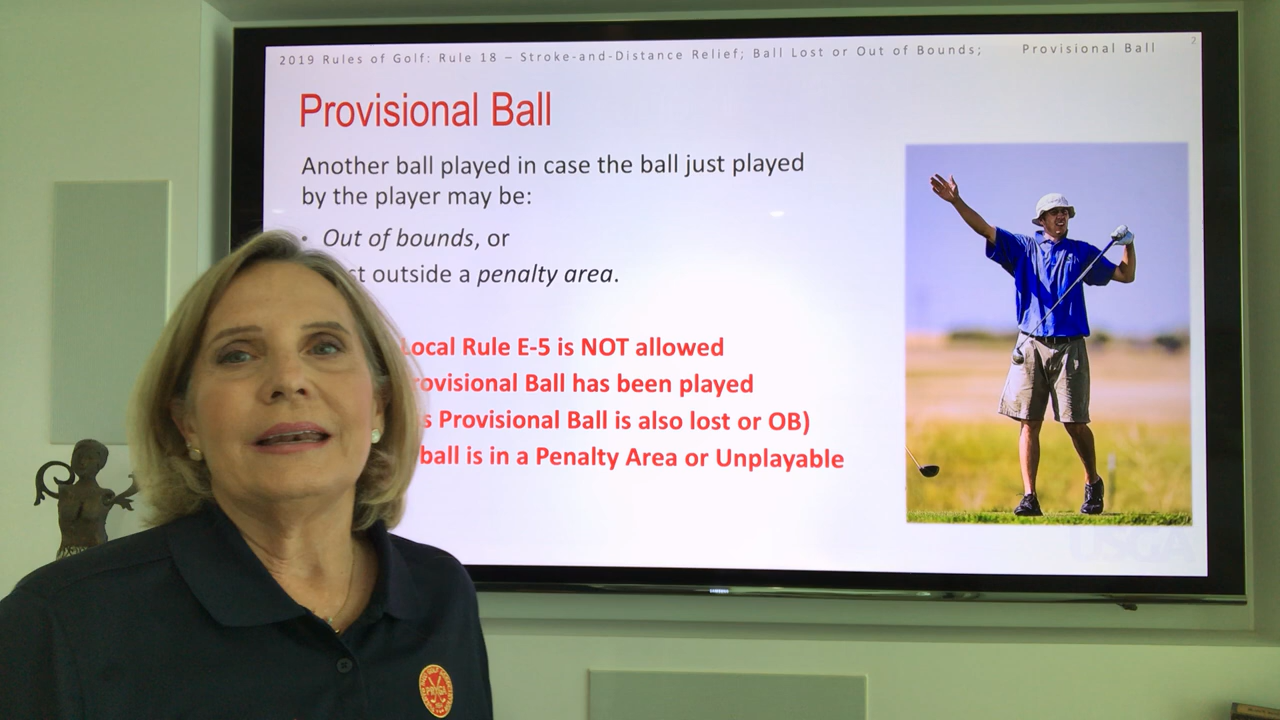 2019 Rules of Golf: Rule 18 – Stroke-and-Distance Relief; Ball Lost or Out of Bounds; Provisional Ball
2
Provisional Ball
Another ball played in case the ball just played
by the player may be:
• Out of bounds, or
outside a penalty area.
Local Rule E-5 is NOT allowed
Ball has been played
Provisional Ball is also lost or OB)
ball is in a Penalty Area or Unplayable
USGA